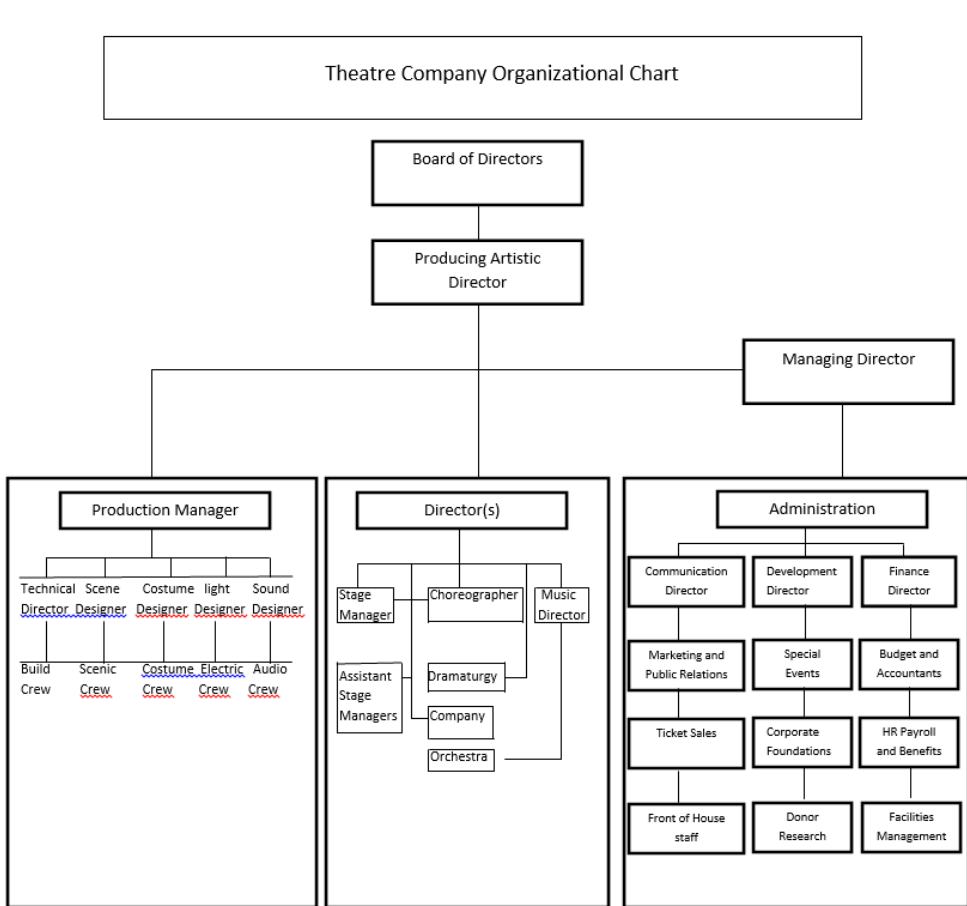 Theatre Company Organizational Chart
Board of Directors
Producing Artistic
Director
Managing Director
Production Manager
Technical Scene Costume light Sound
Director Designer Designer Designer Designer
Build Scenic Costume Electric Audio
Crew Crew Crew Crew Crew
Director(s)
Stage
Manager
Choreographer
Music
Director
Assistant
Stage
Managers
Dramaturgy
Company
Orchestra
Administration
Communication
Director
Development
Director
Finance
Director
Marketing and
Public Relations
Special
Events
Budget and
Accountants
Ticket Sales
Corporate
Foundations
HR Payroll
and Benefits
Front of House
staff
Donor
Research
Facilities
Management